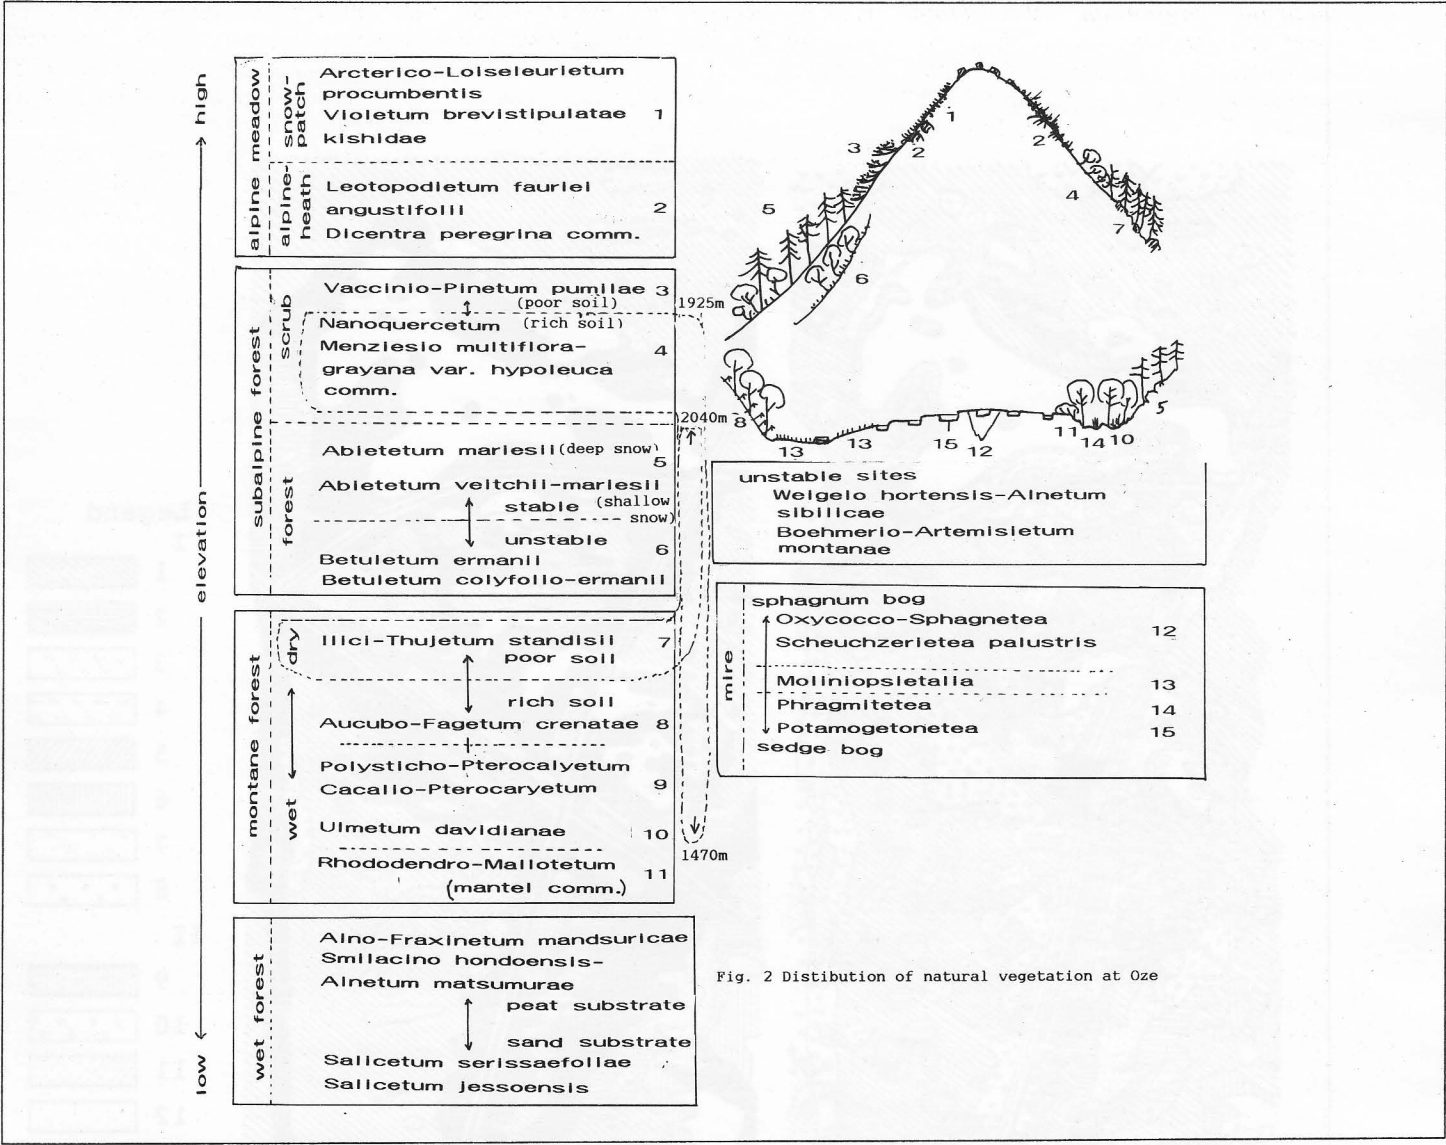 high
elevation
low
alpine meadow
snow-
patch
Arcterico-Loiseleurietum
procumbentis
Violetum brevistipulatae 1
kishidae
alpine-
heath
Leotopodietum fauriei
angustifolii 2
Dicentra peregrina comm.
subalpine forest
scrub
Vaccinio-Pinetum pumilae 3
(poor soil)
1925m
Nanoquercetum (rich soil)
Menziesio multiflora- 4
grayana var. hypoleuca
comm.
2040m
forest
Abietetum mariesii (deep snow)
5
Abietetum veitchii-mariesii
stable (shallow
snow)
unstable
6
Betuletum ermanii
Betuletum colyfolio-ermanii
montane forest
dry
wet
Ilici-Thujetum standisii 7
poor soil
rich soil
Aucubo-Fagetum crenatae 8
Polysticho-Pterocalyetum
Cacalio-Pterocaryetum 9
Ulmetum davidianae 10
1470m
Rhododendro-Mallotetum 11
(mantel comm.)
wet forest
Alno-Fraxinetum mandsuricae
Smilacino hondoensis-
Alnetum matsumurae
peat substrate
sand substrate
Salicetum serissaefoliae
Salicetum jessoensis
1
2
2
3
4
5
6
7
8
13
13
15
12
11
14
10
5
unstable sites
Weigelo hortensis-Alnetum
sibilicae
Boehmerio-Artemisietum
montanae
mire
sphagnum bog
Oxycocco-Sphagnetea
12
Scheuchzerietea palustris
Moliniopsietalia 13
Phragmitetea 14
Potamogetonetea 15
sedge bog
Fig. 2 Distibution of natural vegetation at Oze